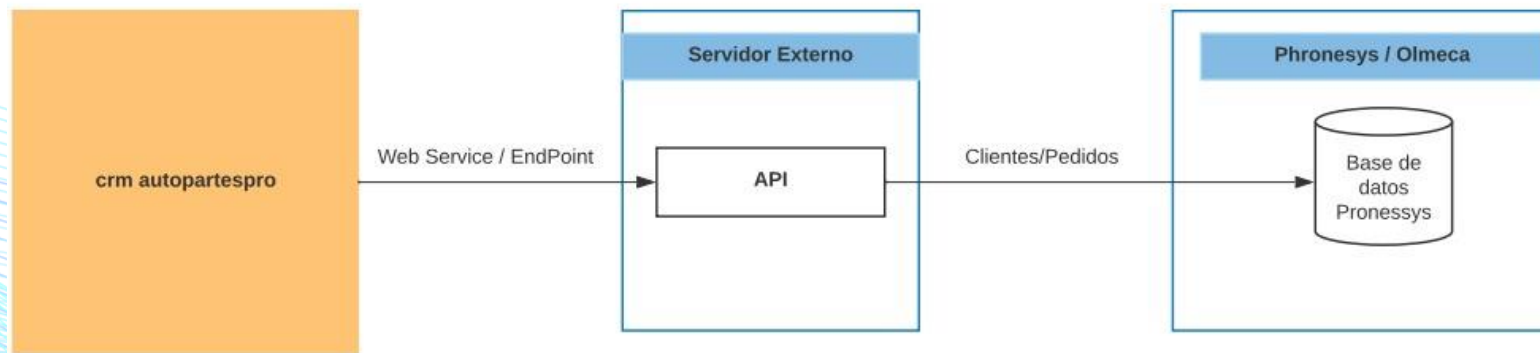 crm autopartespro
Web Service / EndPoint
Servidor Externo
API
Clientes/Pedidos
Phronesys / Olmeca
Base de
datos
Pronessys